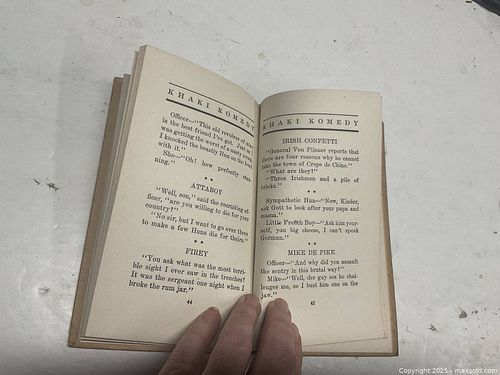 KHAKI KOMEDY
Officer—"This old revolver of mine
is the best friend I've got. I
was getting the worst of a nasty scrap,
I knocked the beastly Hun on the head
with it."
She—"Oh! how perfectly stun-
ning."
ATTABOY
"Well, son," said the recruiting of-
ficer, "are you willing to die for your
country?"
"No sir, but I want to go over there
to make a few Huns die for theirs."
FIREY
"You ask what was the most terri-
ble sight I ever saw in the trenches?
It was the sergeant one night when I
broke the rum jar."
44
KHAKI KOMEDY
IRISH CONFETTI
"General Von Pilsner reports that
there are four reasons why he cannot
take the town of Crepe de Chine."
"What are they?"
"Three Irishmen and a pile of
bricks."
Sympathetic Hun—"Now, Kinder,
ask Gott to look after your papa and
mama."
Little French Boy—"Ask him your-
self, you big cheese, I can't speak
German."
MIKE DE PIKE
Officer—"And why did you assault
the sentry in this brutal way?"
Mike—"Well, der guy sez he chal-
lenges me, so I bust him one on the
jaw."
45
Copyright 2025 - maxsold.com